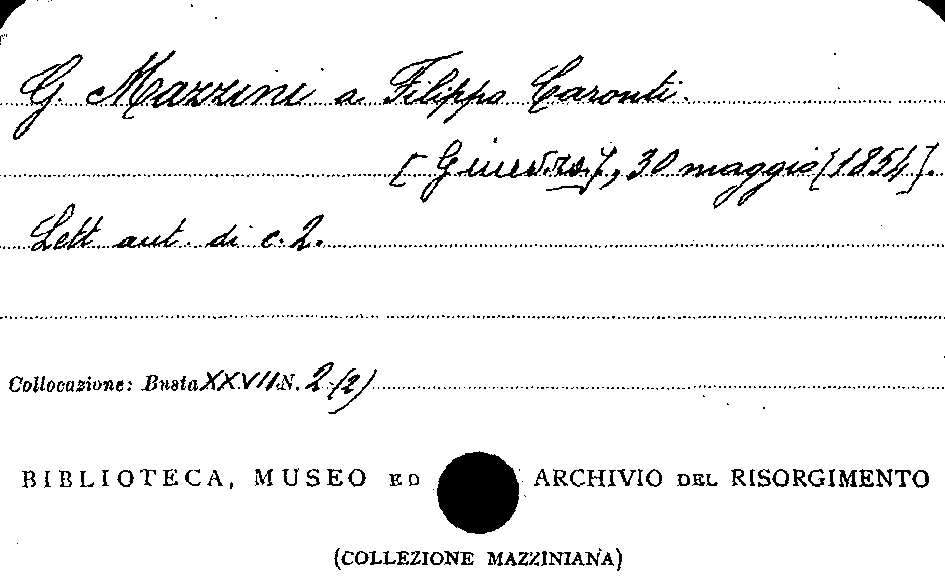 G. Mazzini a Filippo Caronti.
[Ginevra], 30 maggio [1854].
Lett. aut. di c. 2.
Collocazione: Busta XXVII N. 2 (2)
BIBLIOTECA, MUSEO ED ARCHIVIO DEL RISORGIMENTO
(COLLEZIONE MAZZINIANA)